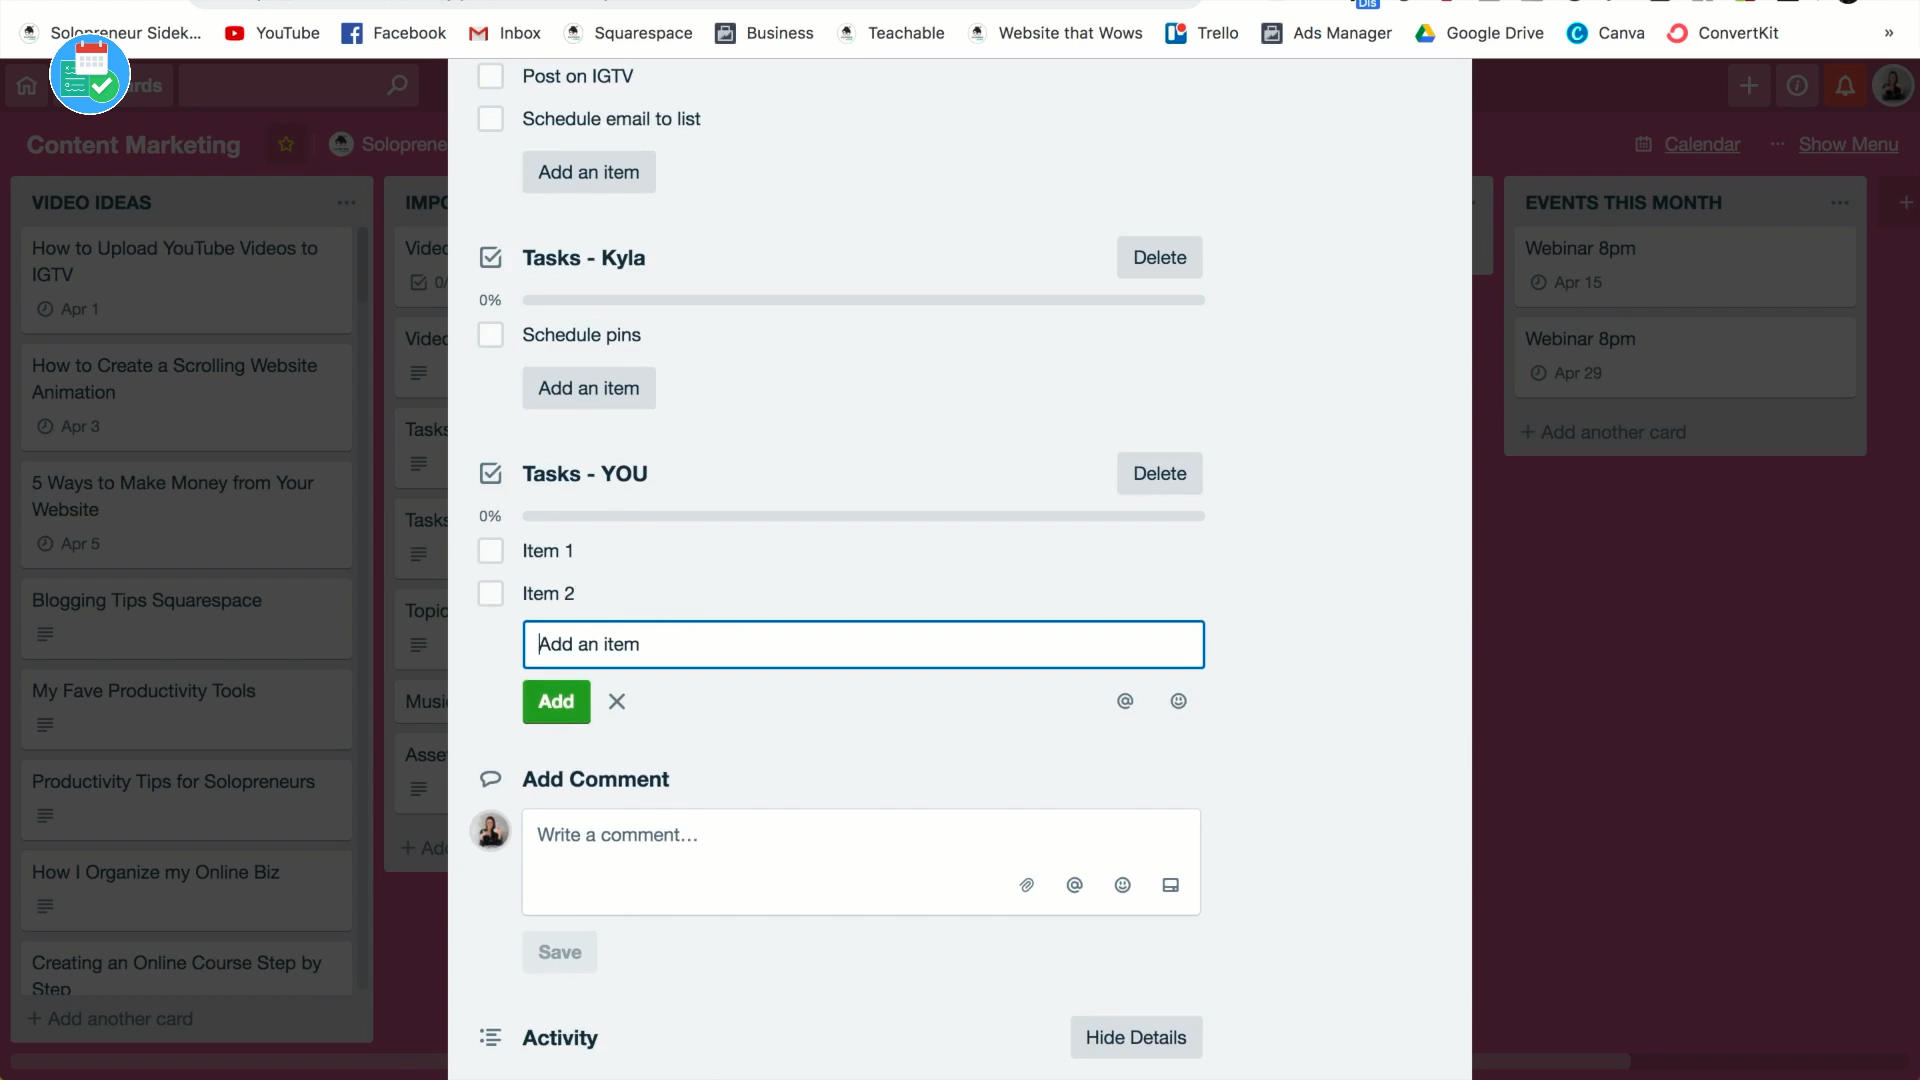 Dis
Solopreneur Sidek...
YouTube
Facebook
Inbox
Squarespace
Business
Teachable
Website that Wows
Trello
Ads Manager
Google Drive
Canva
ConvertKit
»
Content Marketing
Soloprene
Calendar
Show Menu
VIDEO IDEAS
How to Upload YouTube Videos to
IGTV
Apr 1
How to Create a Scrolling Website
Animation
Apr 3
5 Ways to Make Money from Your
Website
Apr 5
Blogging Tips Squarespace
My Fave Productivity Tools
Productivity Tips for Solopreneurs
How I Organize my Online Biz
Creating an Online Course Step by
Step
+ Add another card
IMPO
Video
0/
Video
Tasks
Tasks
Topic
Music
Asse
+ Add
Post on IGTV
Schedule email to list
Add an item
Tasks - Kyla
Delete
0%
Schedule pins
Add an item
Tasks - YOU
Delete
0%
Item 1
Item 2
Add an item
Add
Add Comment
Write a comment...
Save
Activity
Hide Details
EVENTS THIS MONTH
Webinar 8pm
Apr 15
Webinar 8pm
Apr 29
+ Add another card